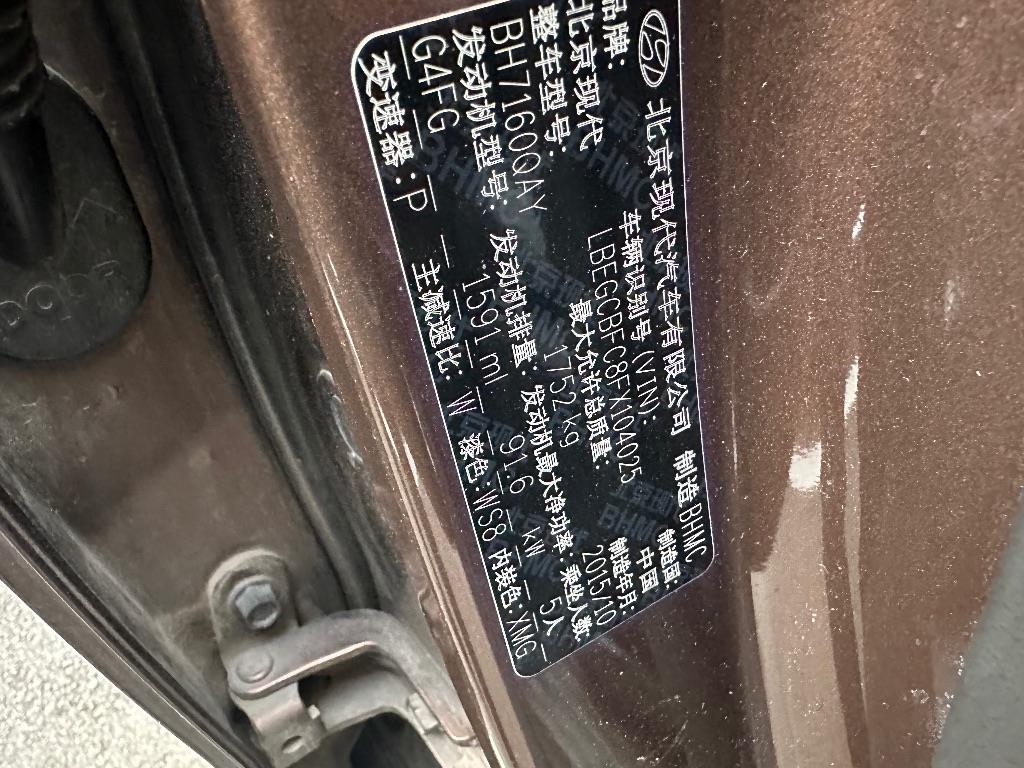 北京现代汽车有限公司 制造 BHMC
品牌: 车辆识别号 (VIN): 制造国:
北京现代 LBEGCBFC8FX104025 中国
整车型号: 最大允许总质量: 制造年月:
BH7160QAY 1752 kg 2015/10
发动机型号: 发动机排量: 发动机最大净功率: 乘坐人数:
G4FG 1591 ml 91.6 kW 5人
变速器: P 主减速比: W 漆色: WS8 内装色: XMG